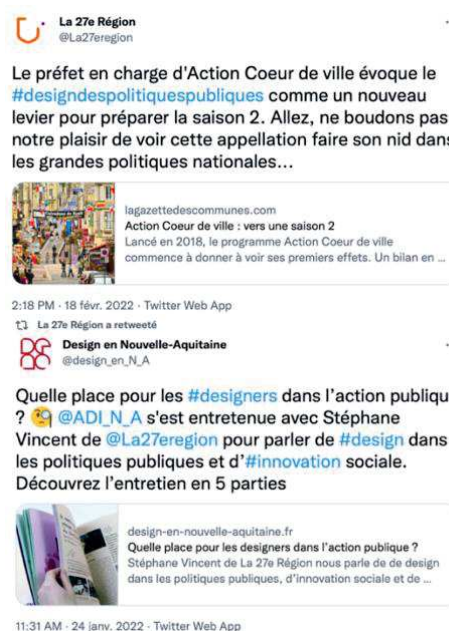 La 27e Région
@La27eregion
Le préfet en charge d'Action Coeur de ville évoque le
#designdespolitiquespubliques comme un nouveau
levier pour préparer la saison 2. Allez, ne boudons pas
notre plaisir de voir cette appellation faire son nid dans
les grandes politiques nationales...
lagazettedescommunes.com
Action Coeur de ville : vers une saison 2
Lancé en 2018, le programme Action Coeur de ville
commence à donner à voir ses premiers effets. Un bilan en ...
2:18 PM · 18 févr. 2022 · Twitter Web App
La 27e Région a retweeté
Design en Nouvelle-Aquitaine
@design_en_N_A
Quelle place pour les #designers dans l'action publiqu
? 🧐 @ADI_N_A s'est entretenue avec Stéphane
Vincent de @La27eregion pour parler de #design dans
les politiques publiques et d'#innovation sociale.
Découvrez l'entretien en 5 parties
design-en-nouvelle-aquitaine.fr
Quelle place pour les designers dans l'action publique ?
Stéphane Vincent de La 27e Région nous parle de de design
dans les politiques publiques, d'innovation sociale et de ...
11:31 AM · 24 janv. 2022 · Twitter Web App